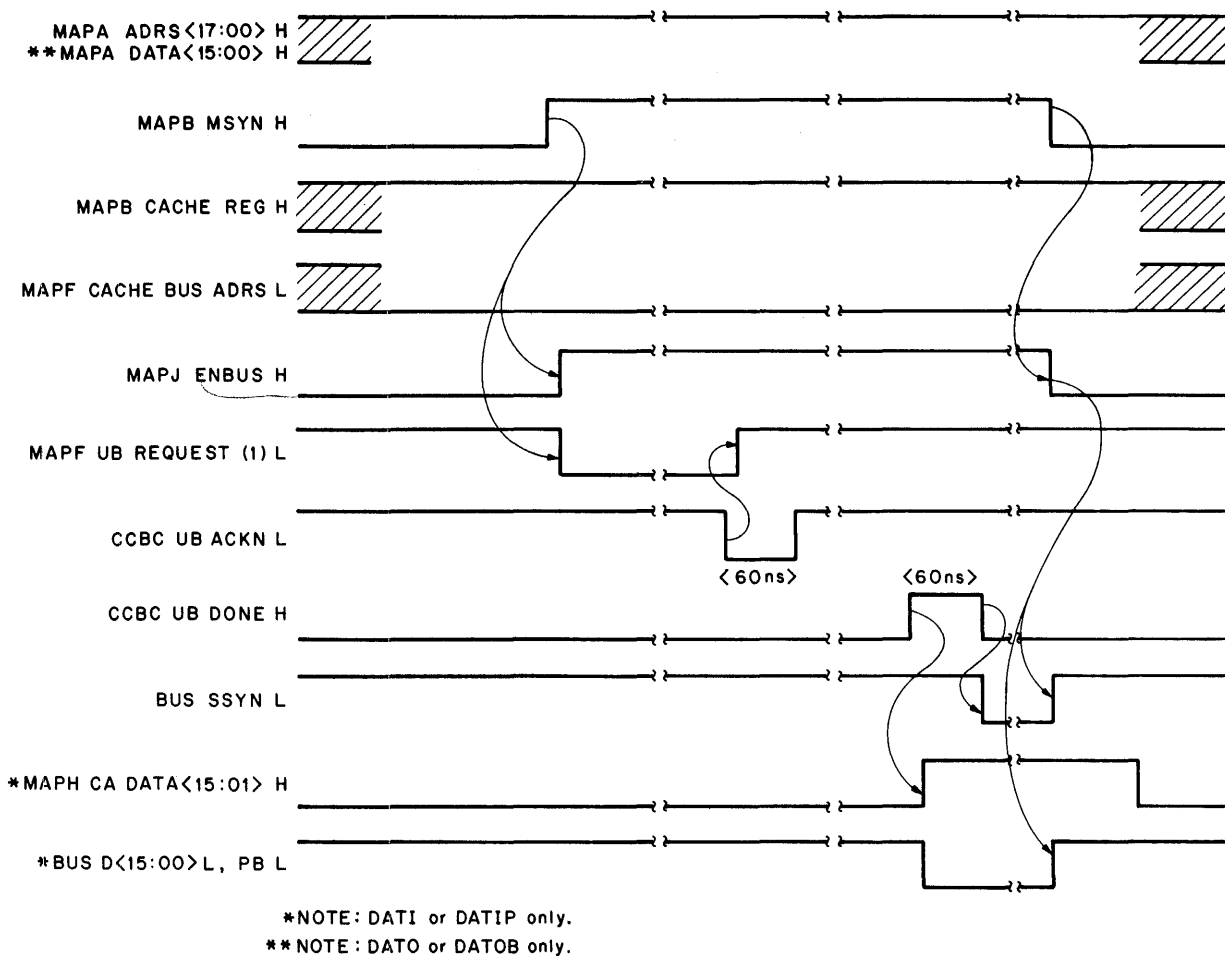 MAPA ADRS<17:00> H
**MAPA DATA<15:00> H
MAPB MSYN H
MAPB CACHE REG H
MAPF CACHE BUS ADRS L
MAPJ ENBUS H
MAPF UB REQUEST (1) L
CCBC UB ACKN L
<60ns> <60ns>
CCBC UB DONE H
BUS SSYN L
*MAPH CA DATA<15:01> H
*BUS D<15:00>L, PB L
*NOTE: DATI or DATIP only.
**NOTE: DATO or DATOB only.